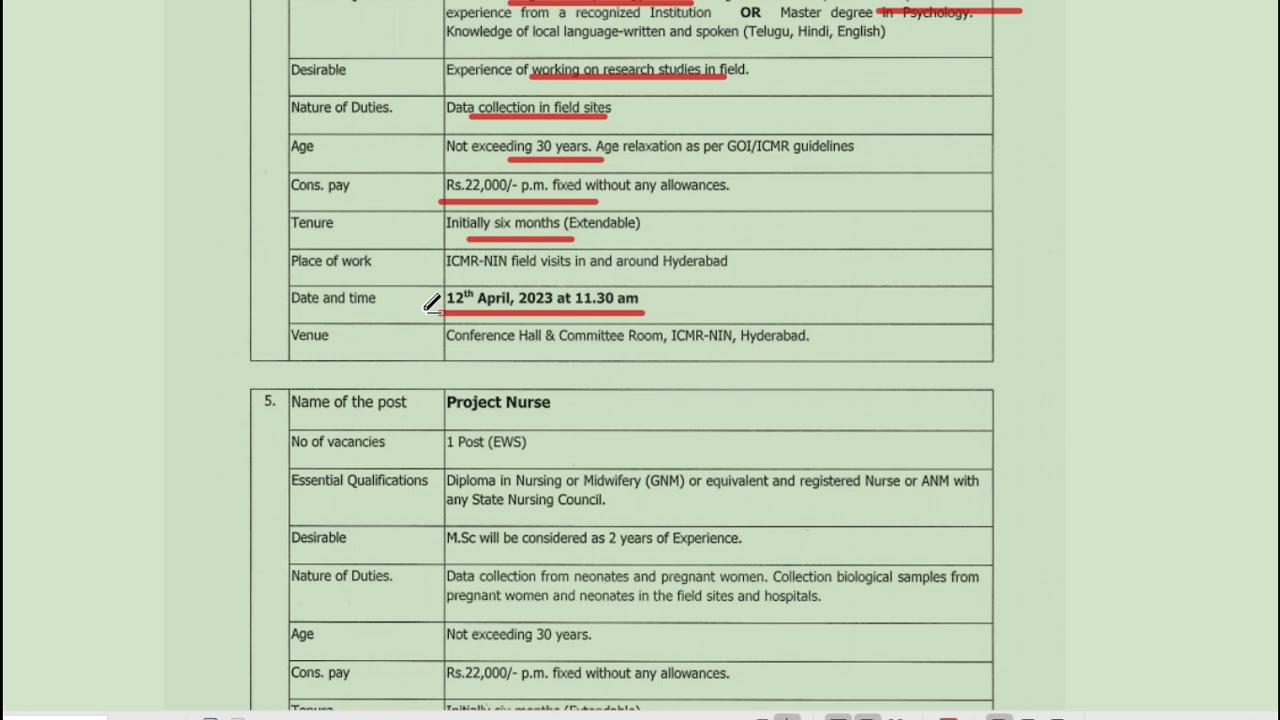 experience from a recognized Institution OR Master degree in Psychology.
Knowledge of local language-written and spoken (Telugu, Hindi, English)
Desirable Experience of working on research studies in field.
Nature of Duties. Data collection in field sites
Age Not exceeding 30 years. Age relaxation as per GOI/ICMR guidelines
Cons. pay Rs.22,000/- p.m. fixed without any allowances.
Tenure Initially six months (Extendable)
Place of work ICMR-NIN field visits in and around Hyderabad
Date and time 12th April, 2023 at 11.30 am
Venue Conference Hall & Committee Room, ICMR-NIN, Hyderabad.
5. Name of the post Project Nurse
No of vacancies 1 Post (EWS)
Essential Qualifications Diploma in Nursing or Midwifery (GNM) or equivalent and registered Nurse or ANM with
any State Nursing Council.
Desirable M.Sc will be considered as 2 years of Experience.
Nature of Duties. Data collection from neonates and pregnant women. Collection biological samples from
pregnant women and neonates in the field sites and hospitals.
Age Not exceeding 30 years.
Cons. pay Rs.22,000/- p.m. fixed without any allowances.
Tenure Initially six months (Extendable)